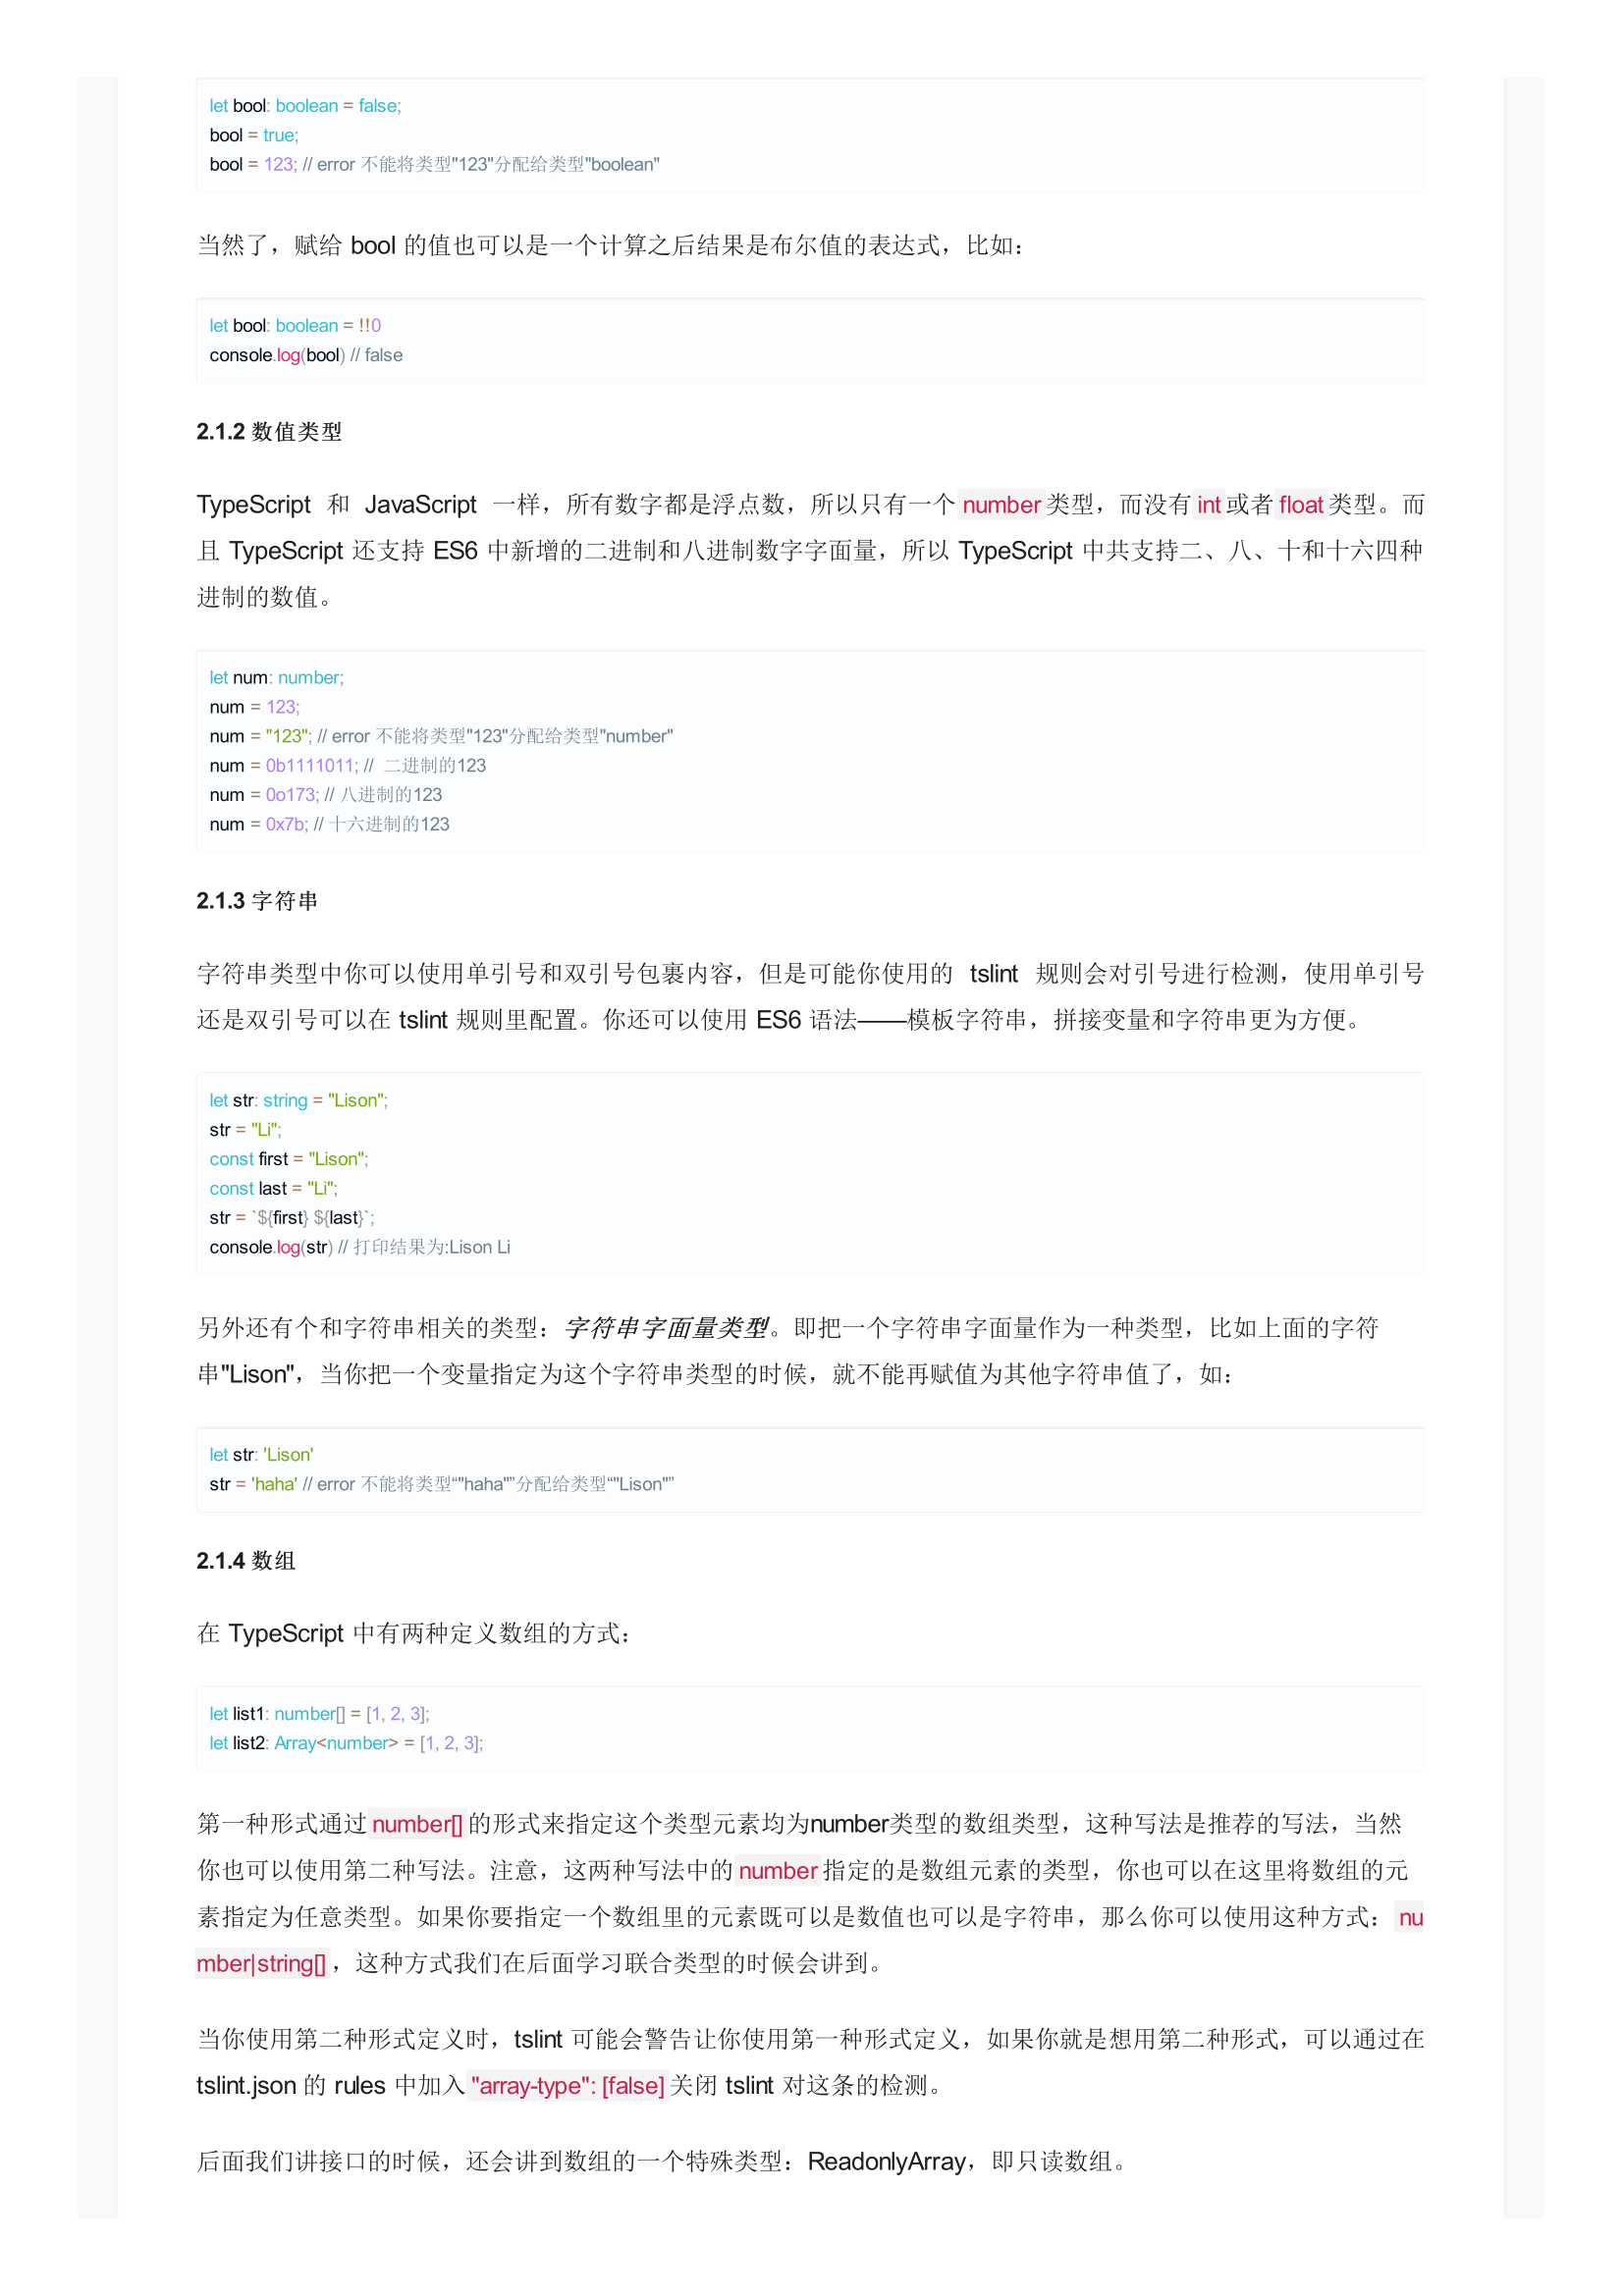 let bool: boolean = false;
bool = true;
bool = 123; // error 不能将类型"123"分配给类型"boolean"
当然了，赋给 bool 的值也可以是一个计算之后结果是布尔值的表达式，比如：
let bool: boolean = !!0
console.log(bool) // false
2.1.2 数值类型
TypeScript 和 JavaScript 一样，所有数字都是浮点数，所以只有一个number类型，而没有int或者float类型。而
且 TypeScript 还支持 ES6 中新增的二进制和八进制数字字面量，所以 TypeScript 中共支持二、八、十和十六四种
进制的数值。
let num: number;
num = 123;
num = "123"; // error 不能将类型"123"分配给类型"number"
num = 0b1111011; //  二进制的123
num = 0o173; // 八进制的123
num = 0x7b; // 十六进制的123
2.1.3 字符串
字符串类型中你可以使用单引号和双引号包裹内容，但是可能你使用的 tslint 规则会对引号进行检测，使用单引号
还是双引号可以在 tslint 规则里配置。你还可以使用 ES6 语法——模板字符串，拼接变量和字符串更为方便。
let str: string = "Lison";
str = "Li";
const first = "Lison";
const last = "Li";
str = `${first} ${last}`;
console.log(str) // 打印结果为:Lison Li
另外还有个和字符串相关的类型：字符串字面量类型。即把一个字符串字面量作为一种类型，比如上面的字符
串"Lison"，当你把一个变量指定为这个字符串类型的时候，就不能再赋值为其他字符串值了，如：
let str: 'Lison'
str = 'haha' // error 不能将类型“"haha"”分配给类型“"Lison"”
2.1.4 数组
在 TypeScript 中有两种定义数组的方式：
let list1: number[] = [1, 2, 3];
let list2: Array<number> = [1, 2, 3];
第一种形式通过number[]的形式来指定这个类型元素均为number类型的数组类型，这种写法是推荐的写法，当然
你也可以使用第二种写法。注意，这两种写法中的number指定的是数组元素的类型，你也可以在这里将数组的元
素指定为任意类型。如果你要指定一个数组里的元素既可以是数值也可以是字符串，那么你可以使用这种方式：nu
mber|string[]，这种方式我们在后面学习联合类型的时候会讲到。
当你使用第二种形式定义时，tslint 可能会警告让你使用第一种形式定义，如果你就是想用第二种形式，可以通过在
tslint.json 的 rules 中加入"array-type": [false]关闭 tslint 对这条的检测。
后面我们讲接口的时候，还会讲到数组的一个特殊类型：ReadonlyArray，即只读数组。